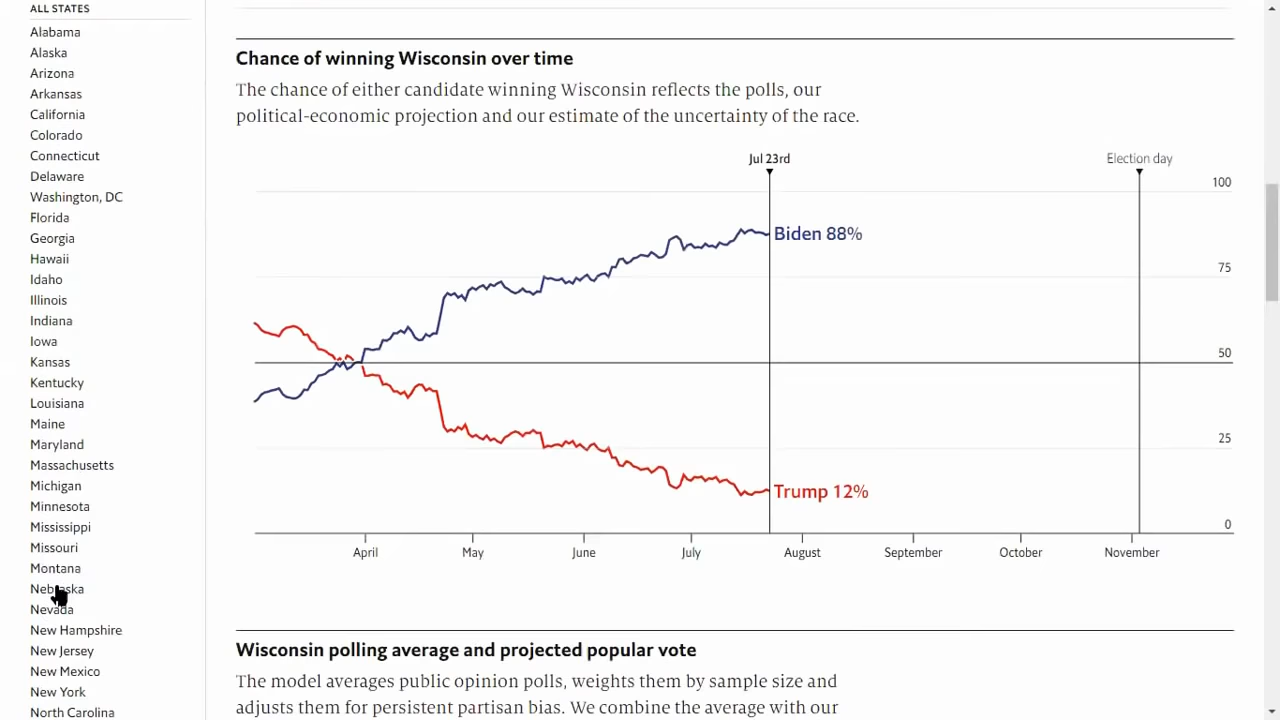 ALL STATES
Alabama
Alaska
Arizona
Arkansas
California
Colorado
Connecticut
Delaware
Washington, DC
Florida
Georgia
Hawaii
Idaho
Illinois
Indiana
Iowa
Kansas
Kentucky
Louisiana
Maine
Maryland
Massachusetts
Michigan
Minnesota
Mississippi
Missouri
Montana
Nebraska
Nevada
New Hampshire
New Jersey
New Mexico
New York
North Carolina
Chance of winning Wisconsin over time
The chance of either candidate winning Wisconsin reflects the polls, our
political-economic projection and our estimate of the uncertainty of the race.
Jul 23rd
Election day
100
Biden 88%
75
50
25
Trump 12%
0
April May June July August September October November
Wisconsin polling average and projected popular vote
The model averages public opinion polls, weights them by sample size and
adjusts them for persistent partisan bias. We combine the average with our